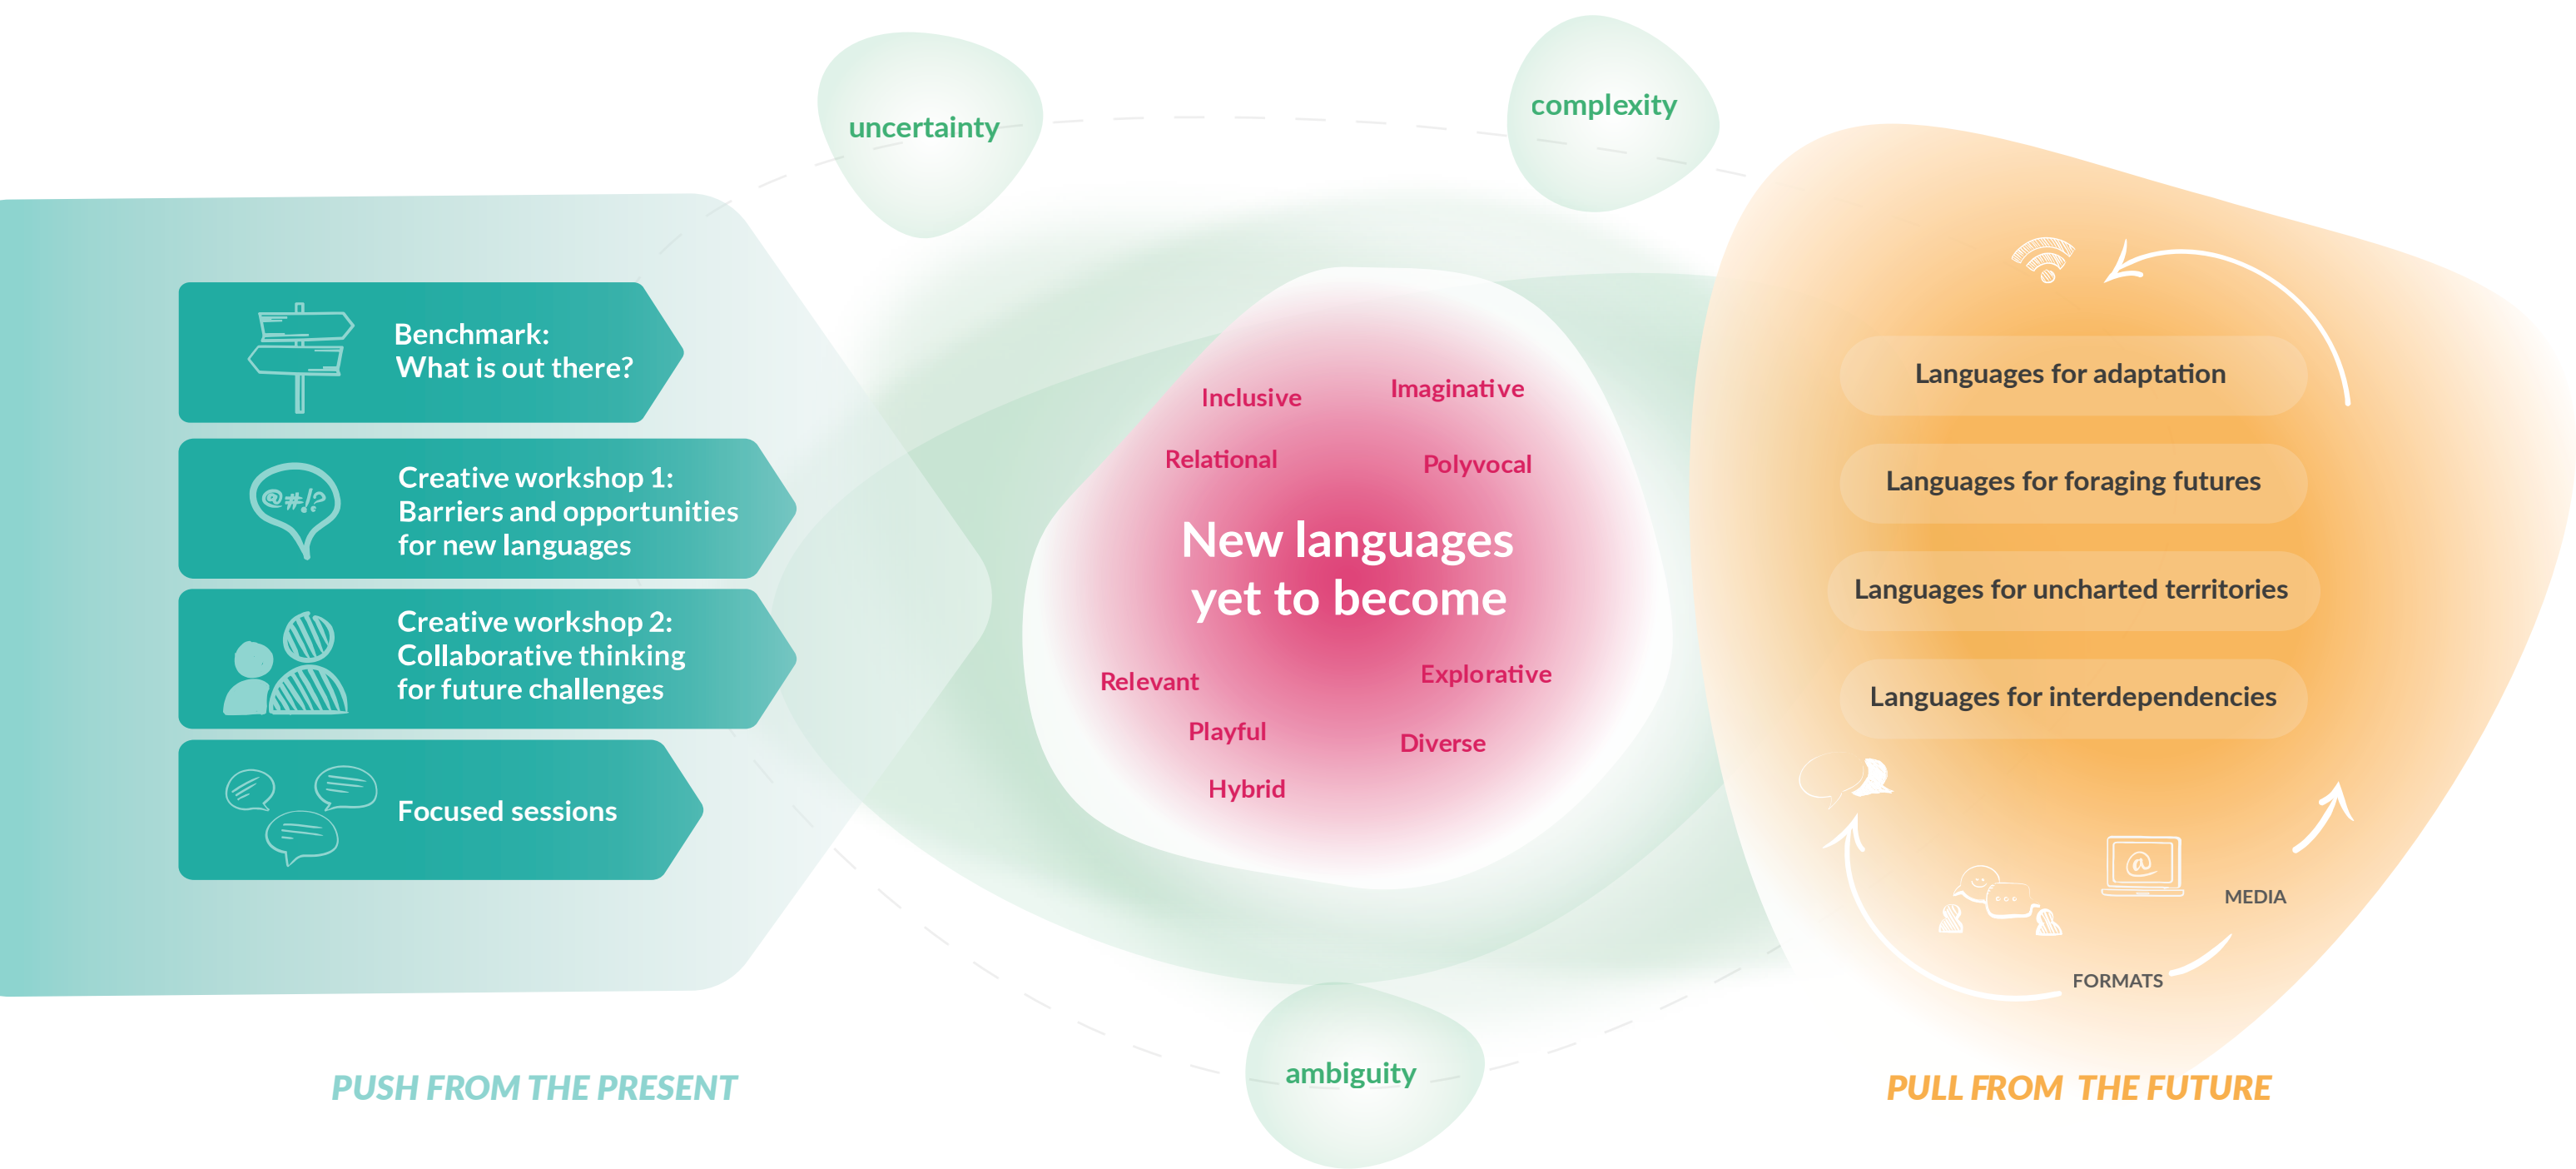 uncertainty
complexity
Benchmark:
What is out there?
Creative workshop 1:
Barriers and opportunities
for new languages
Creative workshop 2:
Collaborative thinking
for future challenges
Focused sessions
PUSH FROM THE PRESENT
Inclusive
Imaginative
Relational
Polyvocal
New languages
yet to become
Relevant
Explorative
Playful
Diverse
Hybrid
ambiguity
Languages for adaptation
Languages for foraging futures
Languages for uncharted territories
Languages for interdependencies
MEDIA
FORMATS
PULL FROM THE FUTURE
@#!?
@